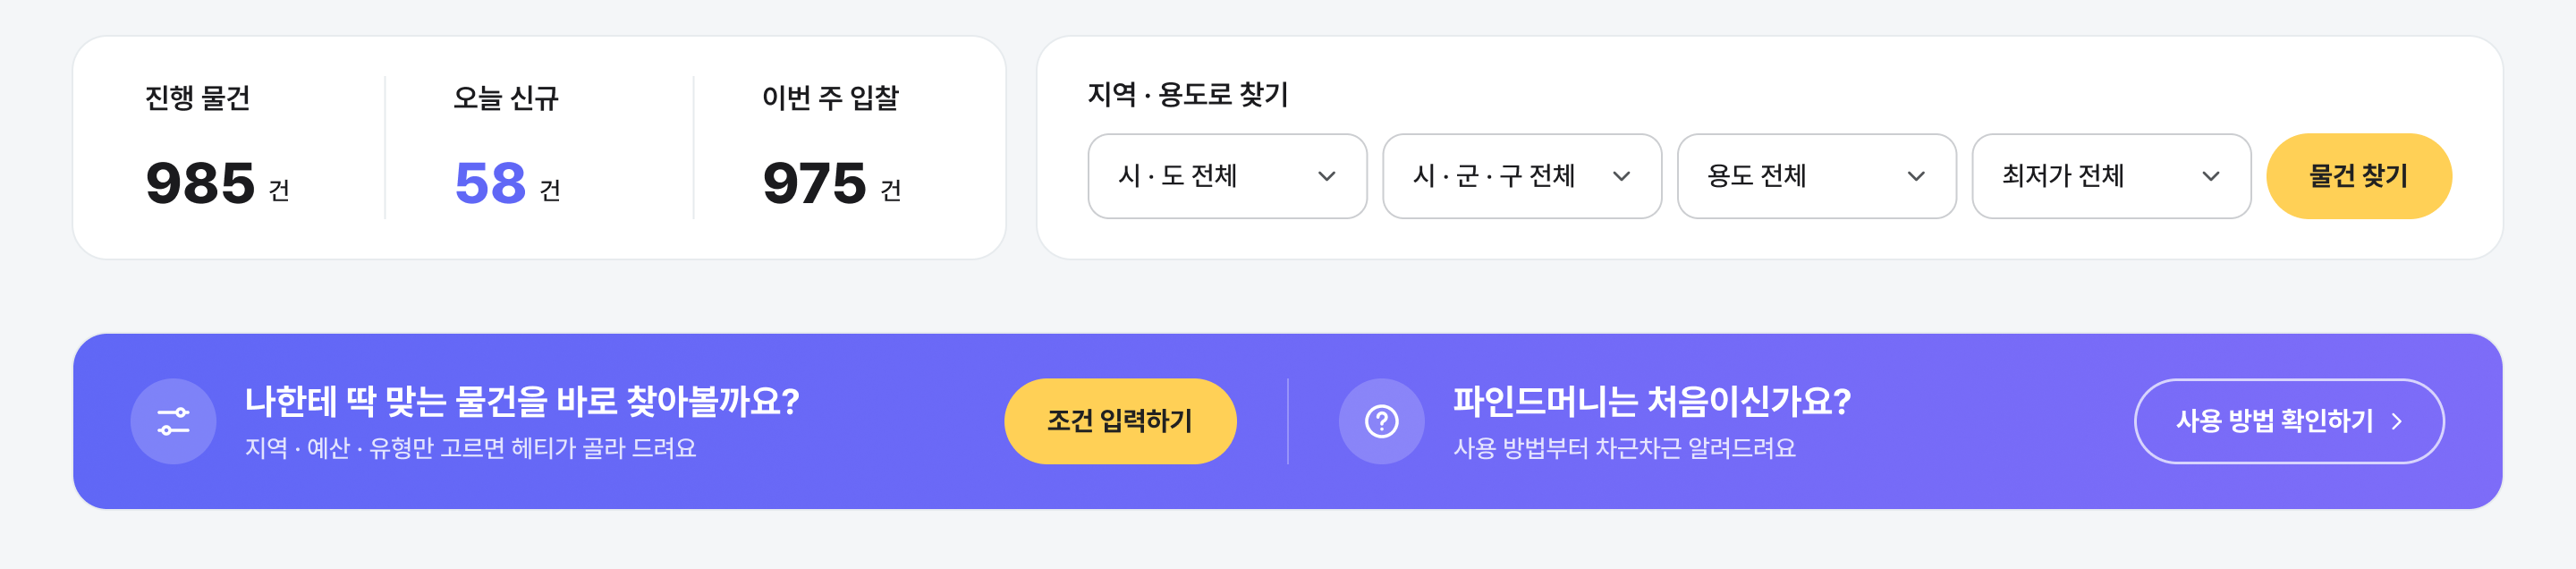 진행 물건
985 건
오늘 신규
58 건
이번 주 입찰
975 건
지역 · 용도로 찾기
시 · 도 전체
시 · 군 · 구 전체
용도 전체
최저가 전체
물건 찾기
나한테 딱 맞는 물건을 바로 찾아볼까요?
지역 · 예산 · 유형만 고르면 헤티가 골라 드려요
조건 입력하기
파인드머니는 처음이신가요?
사용 방법부터 차근차근 알려드려요
사용 방법 확인하기